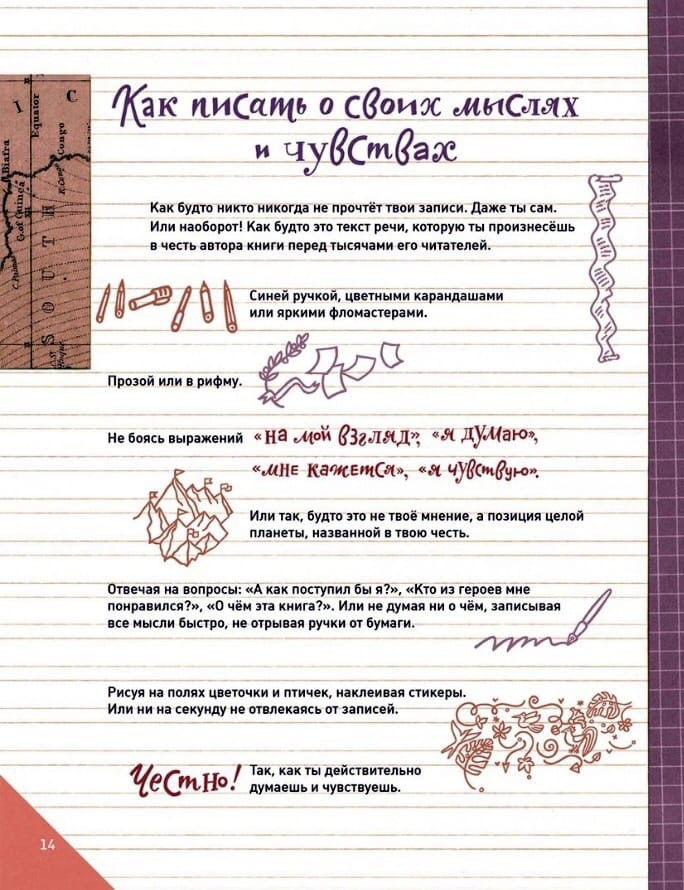 I C
Equator
Biafra
Congo
G. of Guinea
SOUTH
Как писать о своих мыслях
и чувствах
Как будто никто никогда не прочтёт твои записи. Даже ты сам.
Или наоборот! Как будто это текст речи, которую ты произнесёшь
в честь автора книги перед тысячами его читателей.
Синей ручкой, цветными карандашами
или яркими фломастерами.
Прозой или в рифму.
Не боясь выражений «на мой взгляд», «я думаю»,
«мне кажется», «я чувствую».
Или так, будто это не твоё мнение, а позиция целой
планеты, названной в твою честь.
Отвечая на вопросы: «А как поступил бы я?», «Кто из героев мне
понравился?», «О чём эта книга?». Или не думая ни о чём, записывая
все мысли быстро, не отрывая ручки от бумаги.
Рисуя на полях цветочки и птичек, наклеивая стикеры.
Или ни на секунду не отвлекаясь от записей.
Честно! Так, как ты действительно
думаешь и чувствуешь.
14